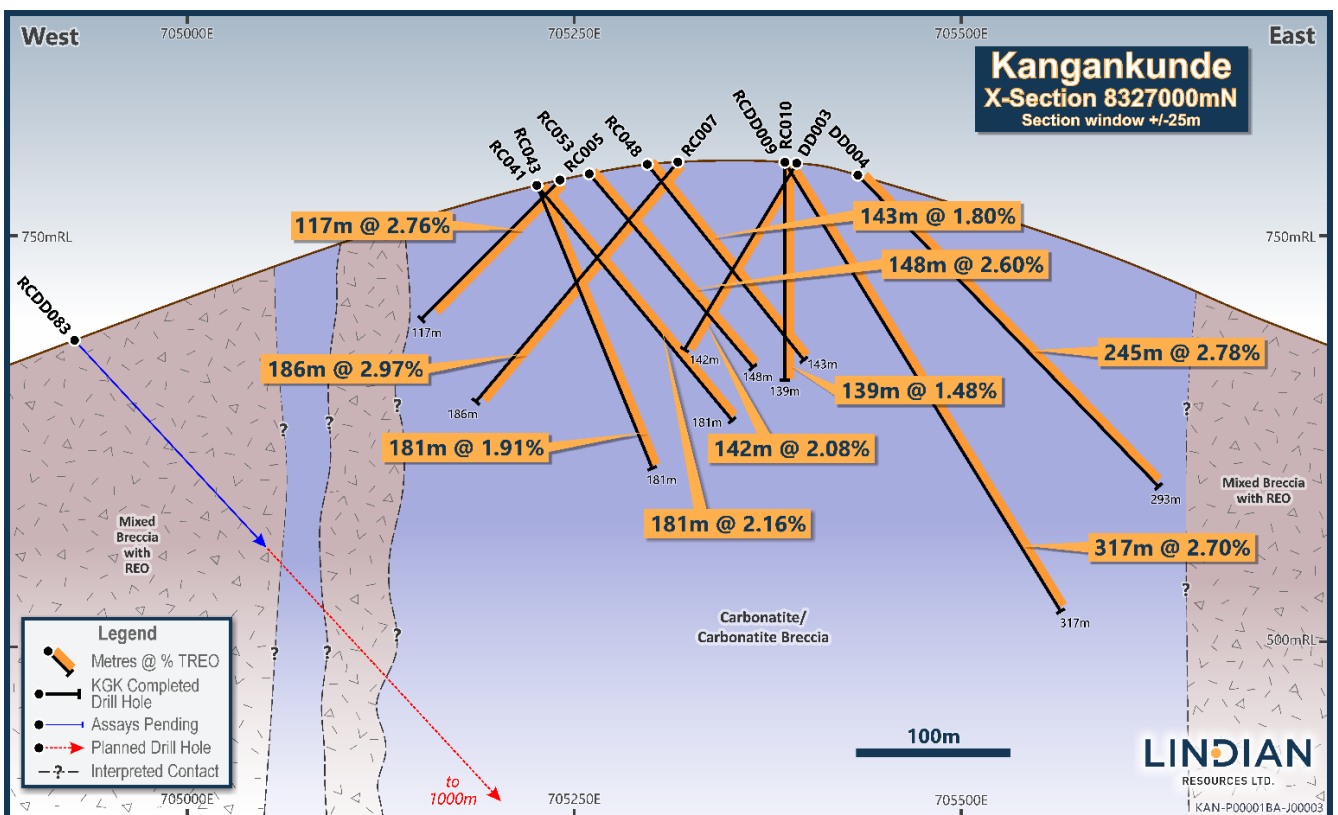 West
705000E
705250E
705500E
East
Kangankunde
X-Section 8327000mN
Section window +/-25m
RC041
RC043
RC053
RC005
RC048
RC007
RCDD009
RC010
DD003
DD004
RCDD083
750mRL
750mRL
117m @ 2.76%
143m @ 1.80%
148m @ 2.60%
186m @ 2.97%
245m @ 2.78%
139m @ 1.48%
181m @ 1.91%
142m @ 2.08%
181m @ 2.16%
317m @ 2.70%
117m
142m
143m
148m
139m
186m
181m
181m
293m
317m
?
?
?
?
?
?
?
?
Mixed
Breccia
with
REO
Mixed Breccia
with REO
Carbonatite/
Carbonatite Breccia
500mRL
Legend
Metres @ % TREO
KGK Completed
Drill Hole
Assays Pending
Planned Drill Hole
-?- Interpreted Contact
to
1000m
100m
LINDIAN
RESOURCES LTD.
705000E
705250E
705500E
KAN-P00001BA-J00003